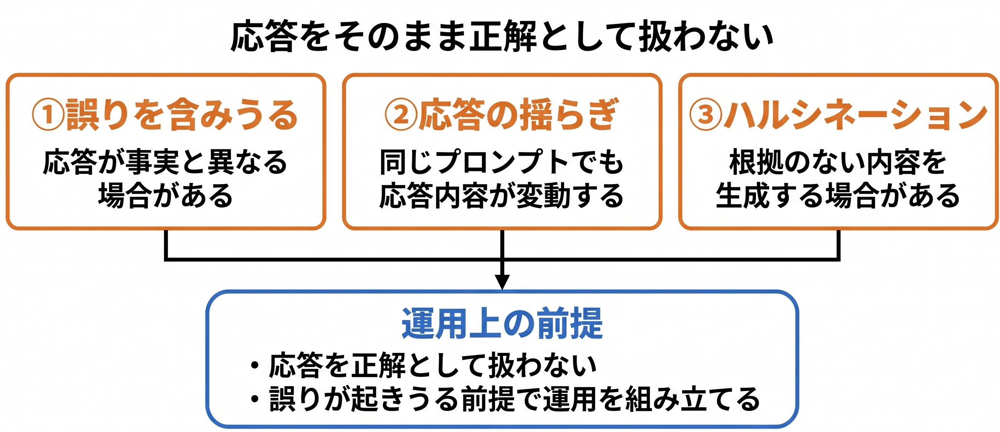 応答をそのまま正解として扱わない
①誤りを含みうる
応答が事実と異なる
場合がある
②応答の揺らぎ
同じプロンプトでも
応答内容が変動する
③ハルシネーション
根拠のない内容を
生成する場合がある
運用上の前提
・応答を正解として扱わない
・誤りが起きうる前提で運用を組み立てる